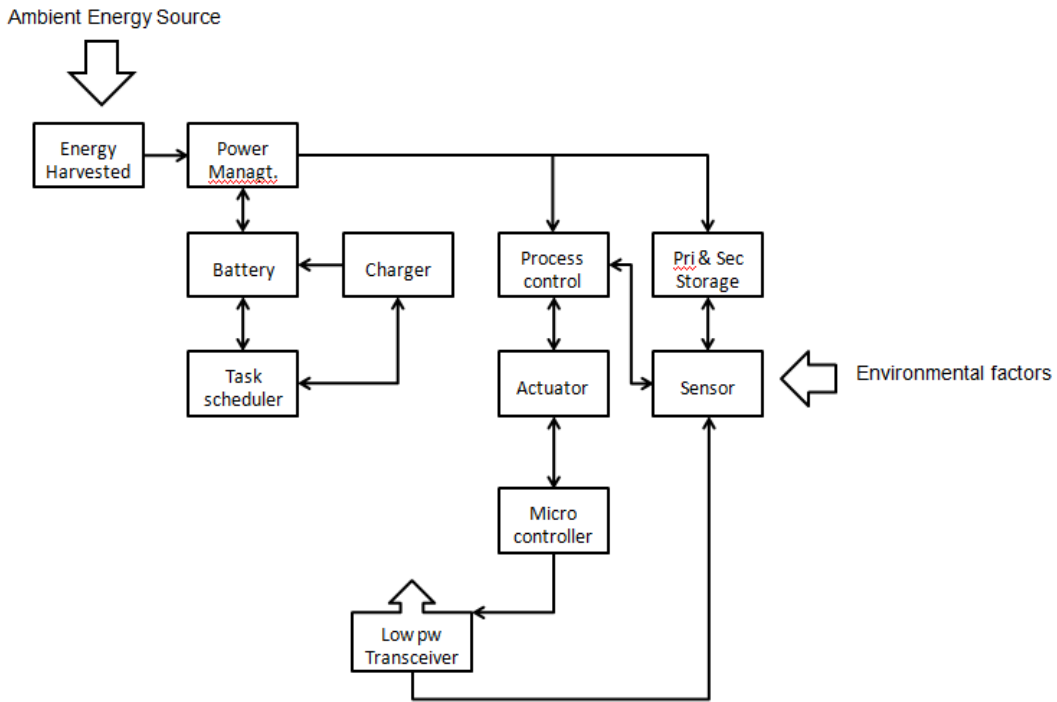 Ambient Energy Source
Energy
Harvested
Power
Managt.
Battery
Charger
Process
control
Pri & Sec
Storage
Task
scheduler
Actuator
Sensor
Environmental factors
Micro
controller
Low pw
Transceiver